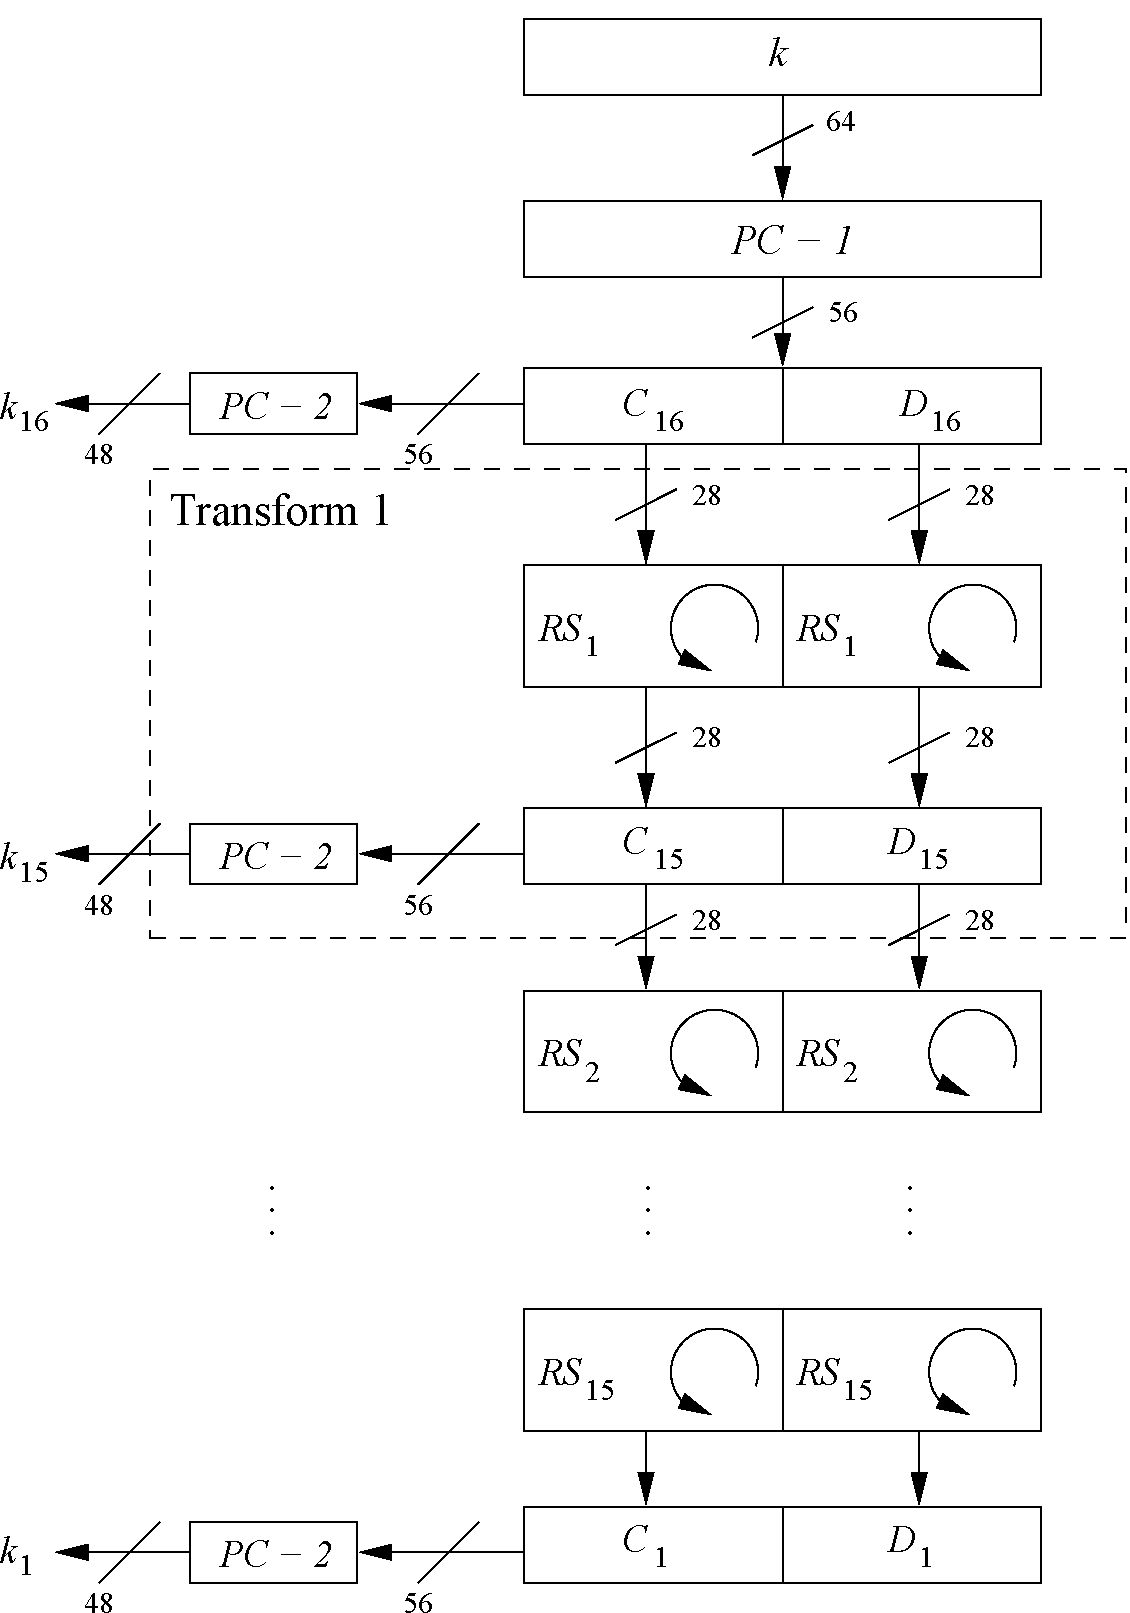 k
64
PC − 1
56
k16 48 PC − 2 56 C16 D16
Transform 1
28 28
RS1 RS1
28 28
k15 48 PC − 2 56 C15 D15
28 28
RS2 RS2
⋮ ⋮ ⋮
RS15 RS15
k1 48 PC − 2 56 C1 D1